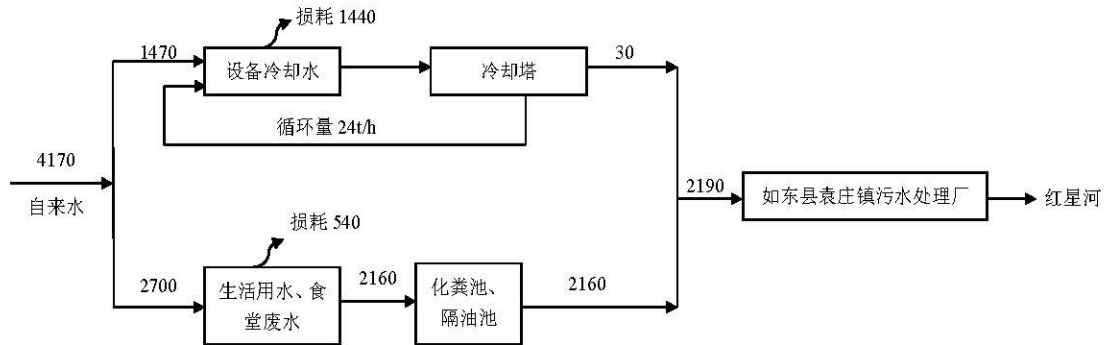 损耗 1440
1470
设备冷却水
冷却塔
30
循环量 24t/h
4170
自来水
2190
如东县袁庄镇污水处理厂
红星河
损耗 540
2700
生活用水、食
堂废水
2160
化粪池、
隔油池
2160